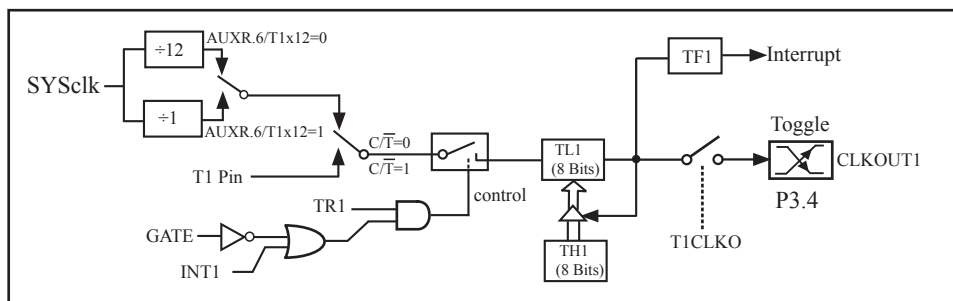 AUXR.6/T1x12=0
÷12
SYSclk
÷1
AUXR.6/T1x12=1
T1 Pin
C/T̅=0
C/T̅=1
TR1
control
GATE
INT1
TL1
(8 Bits)
TH1
(8 Bits)
TF1
Interrupt
Toggle
CLKOUT1
P3.4
T1CLKO